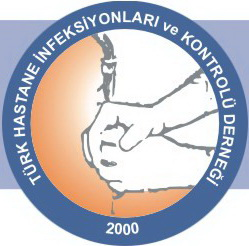 TÜRK HASTANE İNFEKSİYONLARI ve KONTROLÜ DERNEĞİ
2000